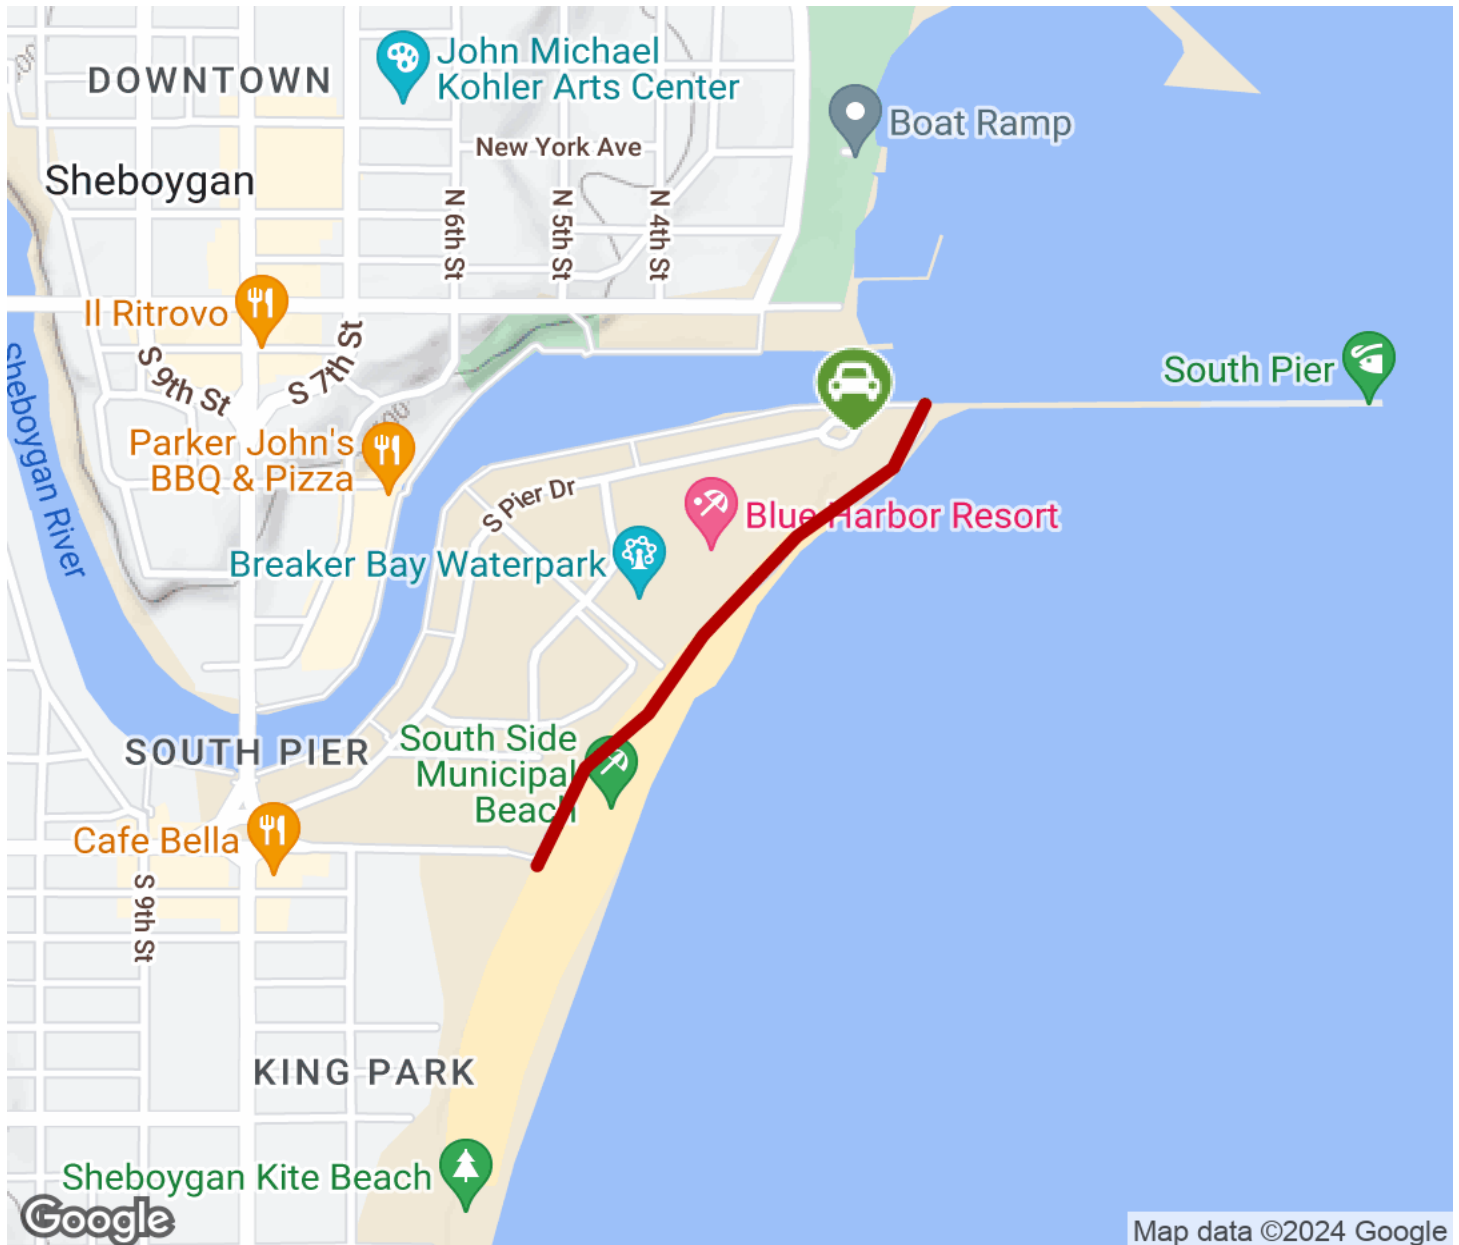 DOWNTOWN
John Michael
Kohler Arts Center
Boat Ramp
New York Ave
Sheboygan
N 6th St
N 5th St
N 4th St
Il Ritrovo
S 9th St
S 7th St
Sheboygan River
South Pier
Parker John's
BBQ & Pizza
S Pier Dr
Blue Harbor Resort
Breaker Bay Waterpark
SOUTH PIER
South Side
Municipal
Beach
Cafe Bella
S 9th St
KING PARK
Sheboygan Kite Beach
Google
Map data ©2024 Google